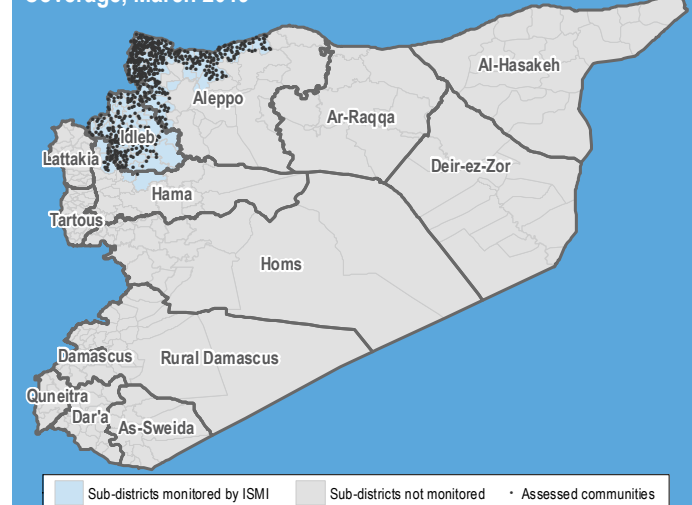 Al-Hasakeh
Aleppo
Ar-Raqqa
Idleb
Lattakia
Deir-ez-Zor
Hama
Tartous
Homs
Damascus
Rural Damascus
Quneitra
Dar'a
As-Sweida
Sub-districts monitored by ISMI
Sub-districts not monitored
Assessed communities